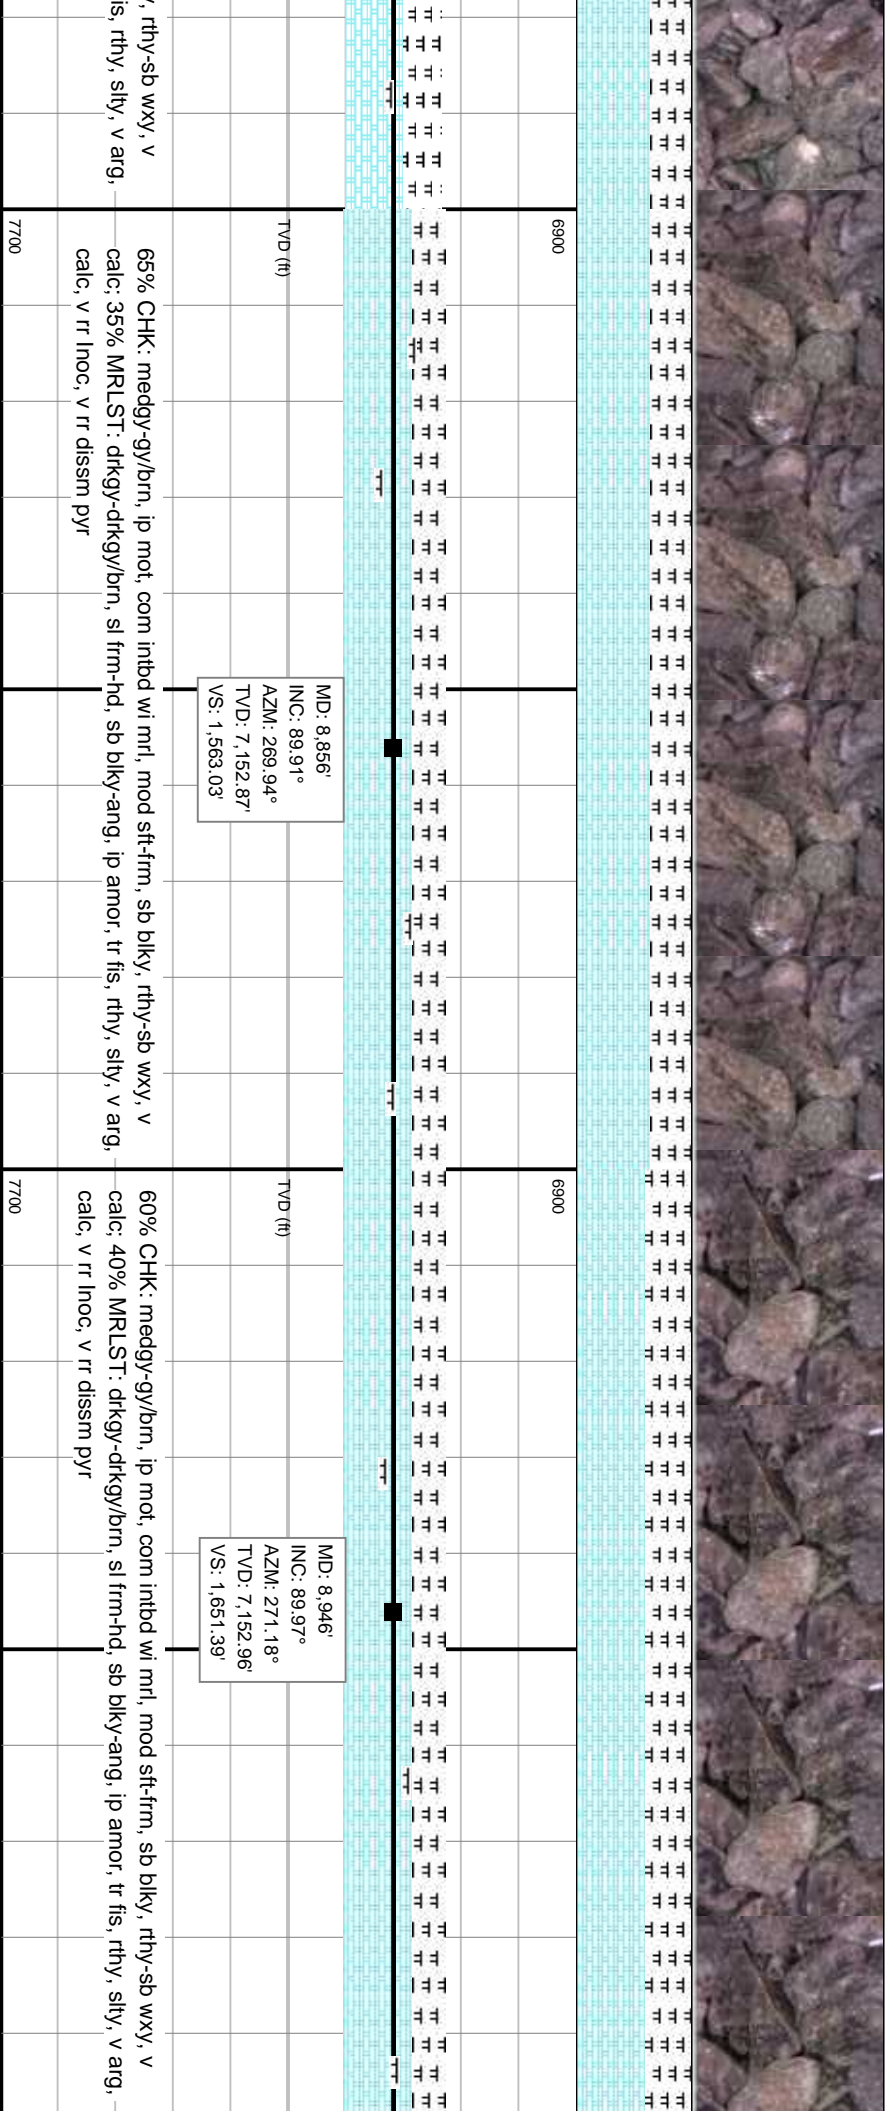 , rthy-sb wxy, v
is, rthy, slty, v arg,
7700
TVD (ft)
6900
65% CHK: medgy-gy/brn, ip mot, com intbd wi mrl, mod sft-frm, sb blky, rthy-sb wxy, v
calc; 35% MRLST: drkgy-drkgy/brn, sl frm-hd, sb blky-ang, ip amor, tr fis, rthy, slty, v arg,
calc, v rr Inoc, v rr dissm pyr
MD: 8,856'
INC: 89.91°
AZM: 269.94°
TVD: 7,152.87'
VS: 1,563.03'
7700
TVD (ft)
6900
60% CHK: medgy-gy/brn, ip mot, com intbd wi mrl, mod sft-frm, sb blky, rthy-sb wxy, v
calc; 40% MRLST: drkgy-drkgy/brn, sl frm-hd, sb blky-ang, ip amor, tr fis, rthy, slty, v arg,
calc, v rr Inoc, v rr dissm pyr
MD: 8,946'
INC: 89.97°
AZM: 271.18°
TVD: 7,152.96'
VS: 1,651.39'